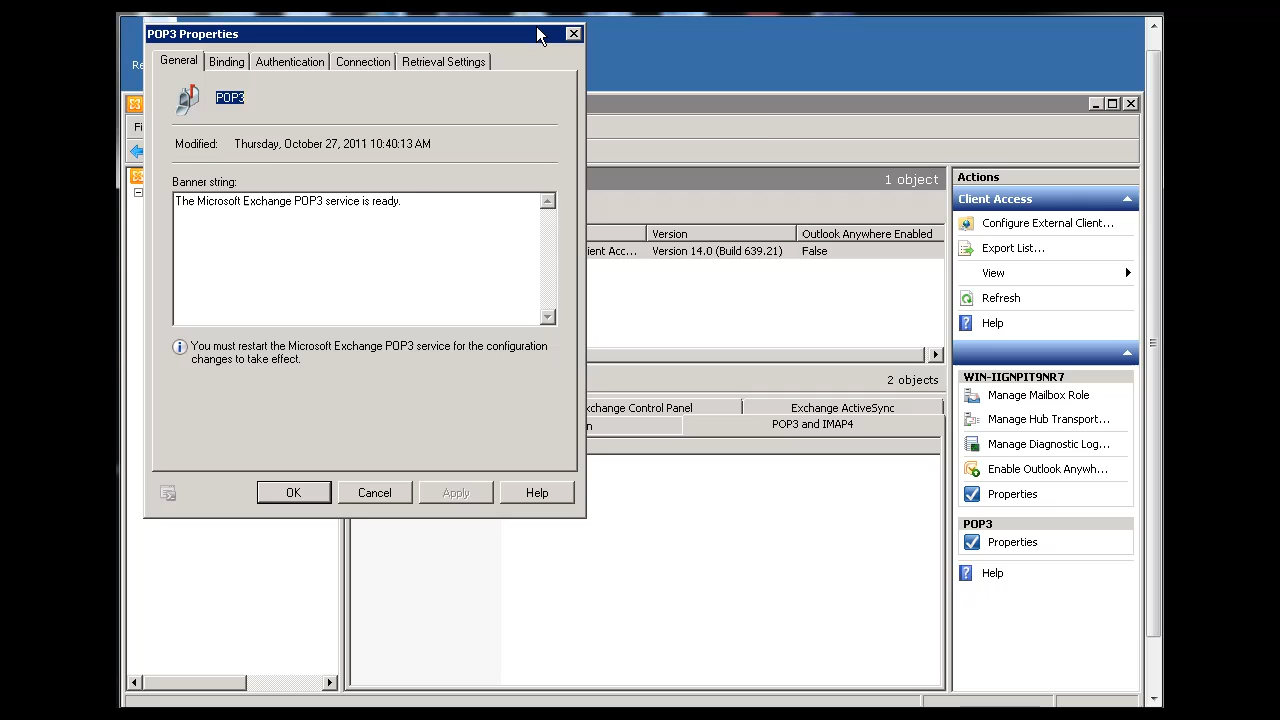 POP3 Properties
General
Binding
Authentication
Connection
Retrieval Settings
POP3
Modified: Thursday, October 27, 2011 10:40:13 AM
Banner string:
The Microsoft Exchange POP3 service is ready.
You must restart the Microsoft Exchange POP3 service for the configuration
changes to take effect.
OK
Cancel
Apply
Help
1 object
Version
Outlook Anywhere Enabled
Version 14.0 (Build 639.21)
False
2 objects
Exchange ActiveSync
POP3 and IMAP4
Control Panel
Actions
Client Access
Configure External Client...
Export List...
View
Refresh
Help
WIN-IIGNPIT9NR7
Manage Mailbox Role
Manage Hub Transport...
Manage Diagnostic Log...
Enable Outlook Anywh...
Properties
POP3
Properties
Help